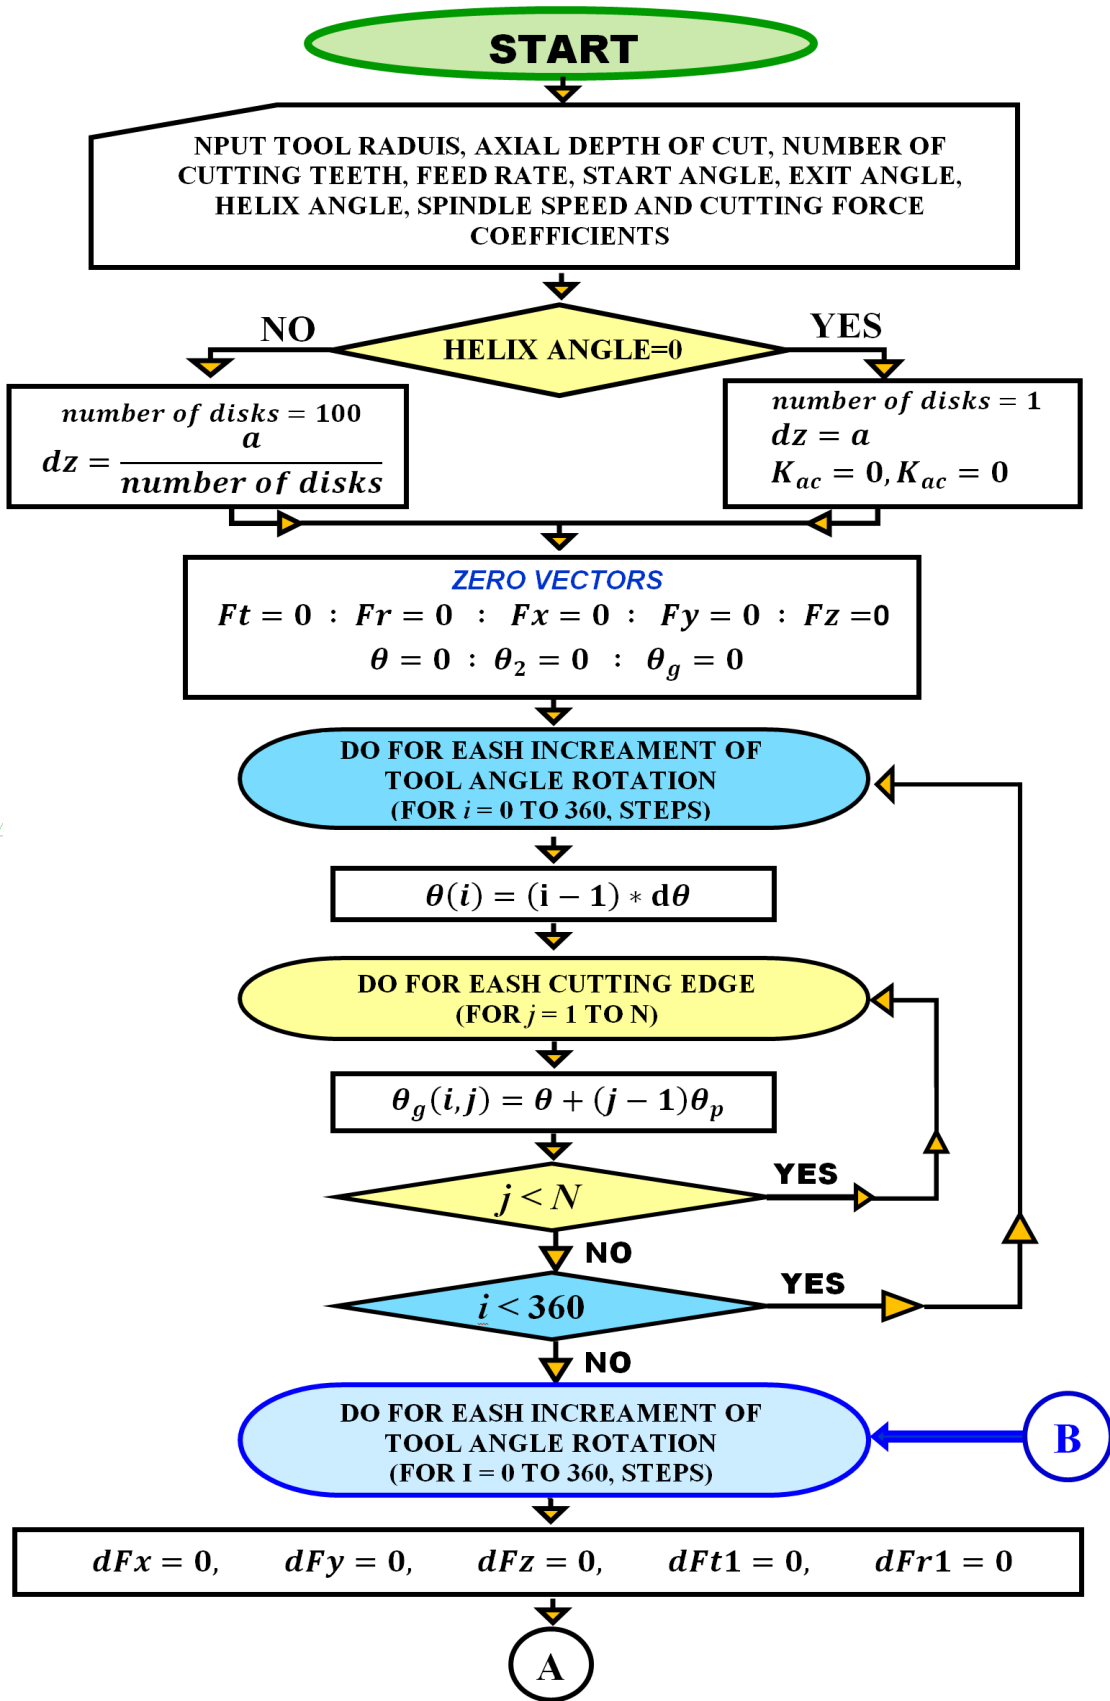 START
NPUT TOOL RADUIS, AXIAL DEPTH OF CUT, NUMBER OF
CUTTING TEETH, FEED RATE, START ANGLE, EXIT ANGLE,
HELIX ANGLE, SPINDLE SPEED AND CUTTING FORCE
COEFFICIENTS
HELIX ANGLE=0
NO
YES
number of disks = 100
dz = a / number of disks
number of disks = 1
dz = a
K_ac = 0, K_ac = 0
ZERO VECTORS
Ft = 0 : Fr = 0 : Fx = 0 : Fy = 0 : Fz =0
θ = 0 : θ_2 = 0 : θ_g = 0
DO FOR EASH INCREAMENT OF
TOOL ANGLE ROTATION
(FOR i = 0 TO 360, STEPS)
θ(i) = (i − 1) * dθ
DO FOR EASH CUTTING EDGE
(FOR j = 1 TO N)
θ_g(i,j) = θ + (j − 1)θ_p
j < N
YES
NO
i < 360
YES
NO
DO FOR EASH INCREAMENT OF
TOOL ANGLE ROTATION
(FOR I = 0 TO 360, STEPS)
B
dFx = 0, dFy = 0, dFz = 0, dFt1 = 0, dFr1 = 0
A